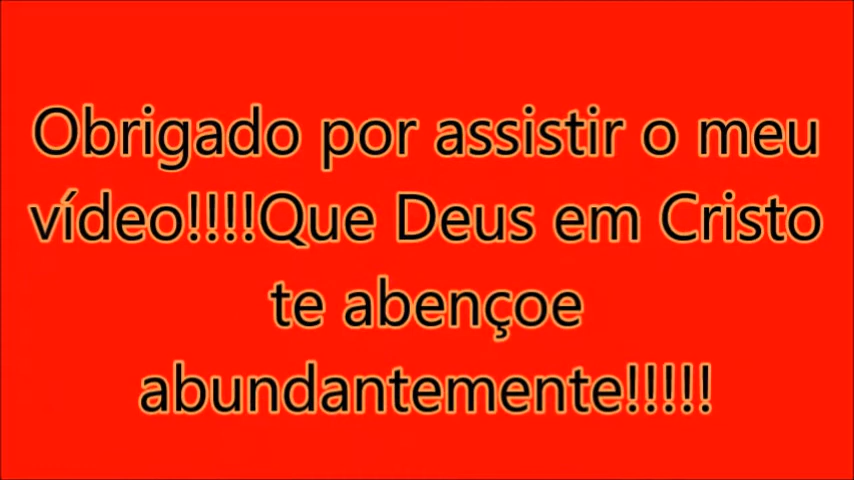 Obrigado por assistir o meu
vídeo!!!!Que Deus em Cristo
te abençoe
abundantemente!!!!!